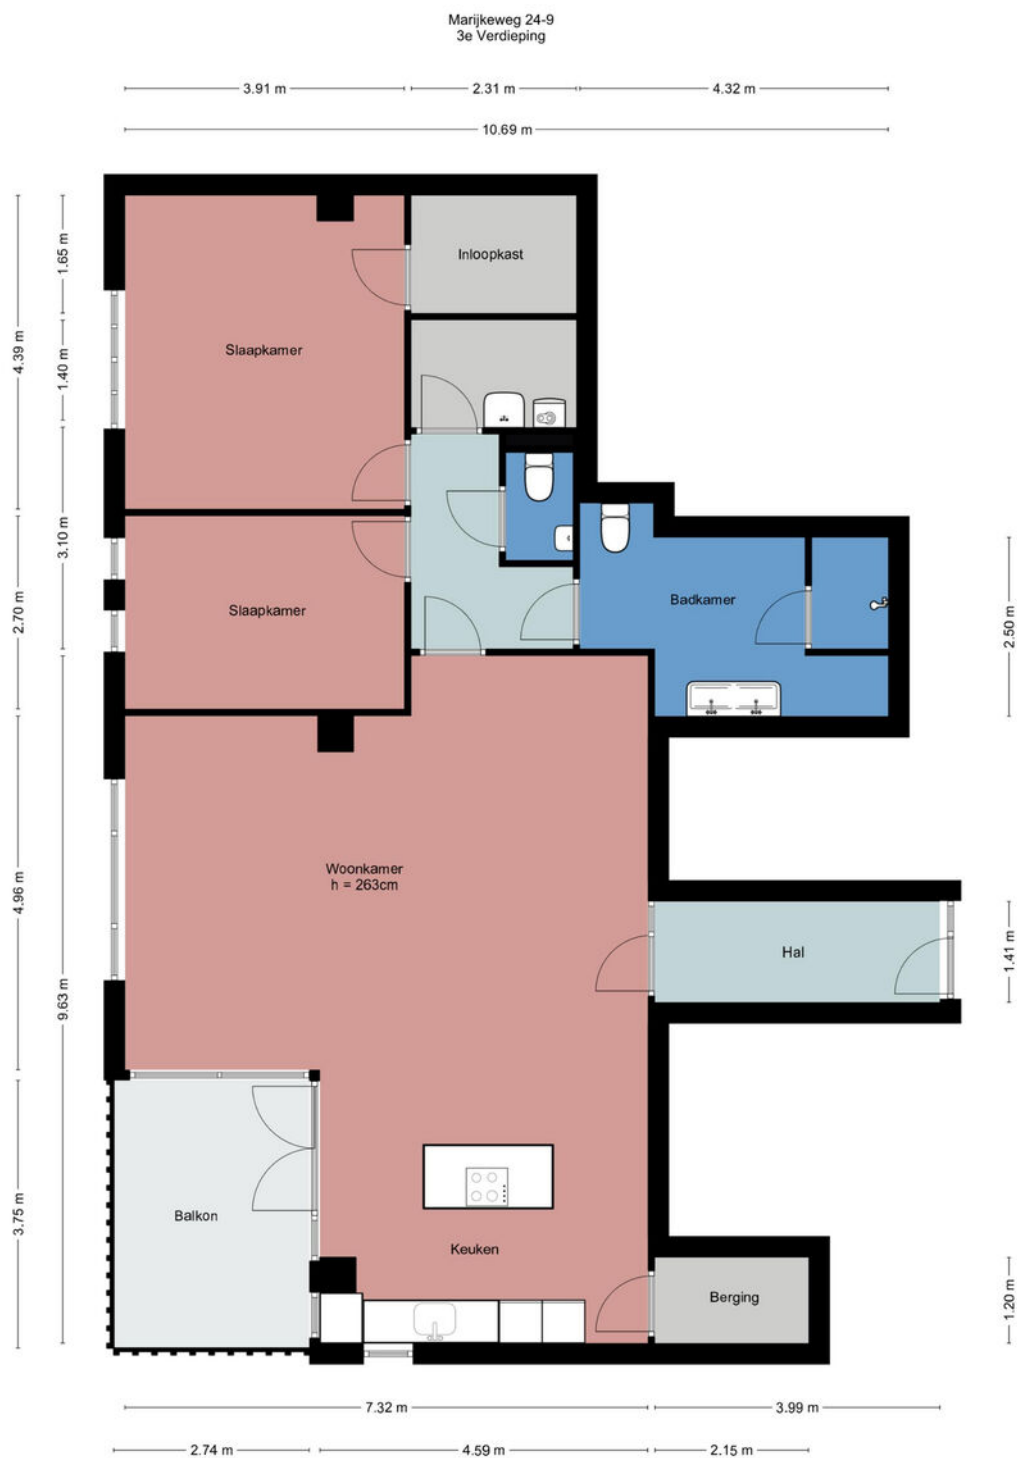 Marijkeweg 24-9
3e Verdieping
3.91 m
2.31 m
4.32 m
10.69 m
4.39 m
1.65 m
1.40 m
3.10 m
2.70 m
4.96 m
9.63 m
3.75 m
Inloopkast
Slaapkamer
Slaapkamer
Badkamer
2.50 m
Woonkamer
h = 263cm
Hal
1.41 m
Balkon
Keuken
Berging
1.20 m
7.32 m
3.99 m
2.74 m
4.59 m
2.15 m